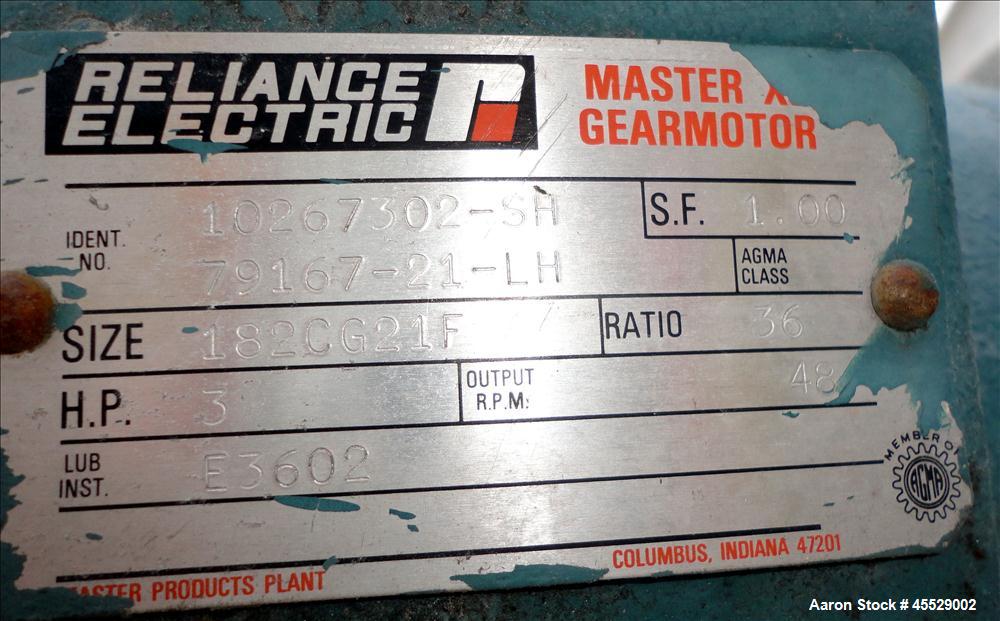 RELIANCE
ELECTRIC
MASTER
GEARMOTOR
IDENT.
NO.
10267302-SH
79167-21-LH
S.F. 1.00
AGMA
CLASS
SIZE 182CG21F
RATIO 36
H.P. 3
OUTPUT
R.P.M: 48
LUB
INST. E3602
MEMBER OF
AGMA
PRODUCTS PLANT
COLUMBUS, INDIANA 47201
Aaron Stock # 45529002